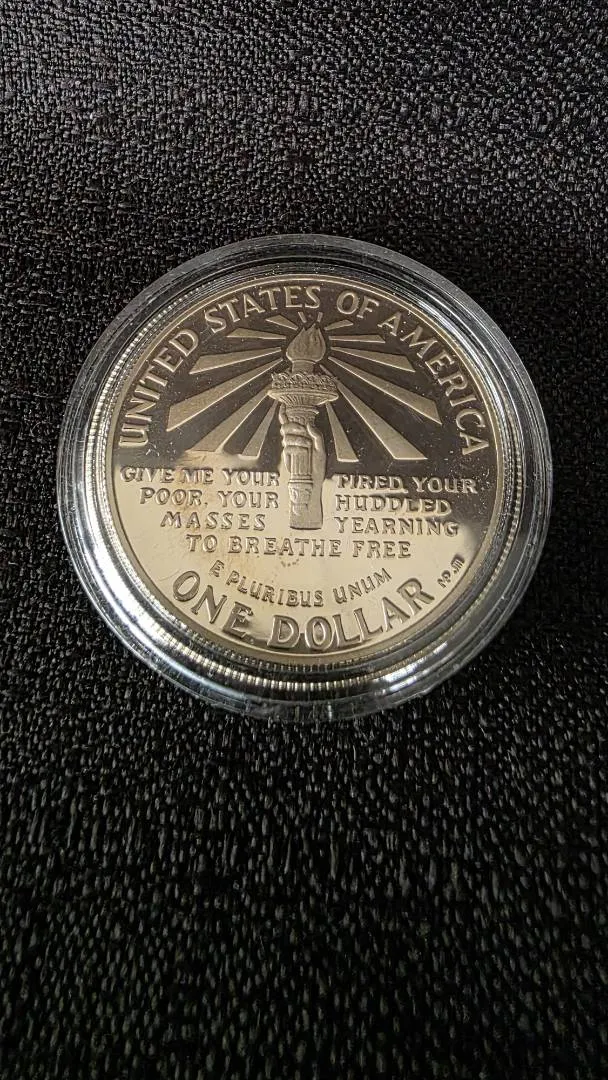 UNITED STATES OF AMERICA
GIVE ME YOUR TIRED, YOUR
POOR, YOUR HUDDLED
MASSES YEARNING
TO BREATHE FREE
E PLURIBUS UNUM
ONE DOLLAR